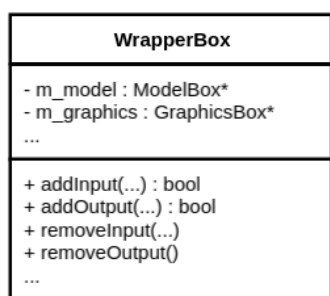 WrapperBox
- m_model : ModelBox*
- m_graphics : GraphicsBox*
...
+ addInput(...) : bool
+ addOutput(...) : bool
+ removeInput(...)
+ removeOutput()
...